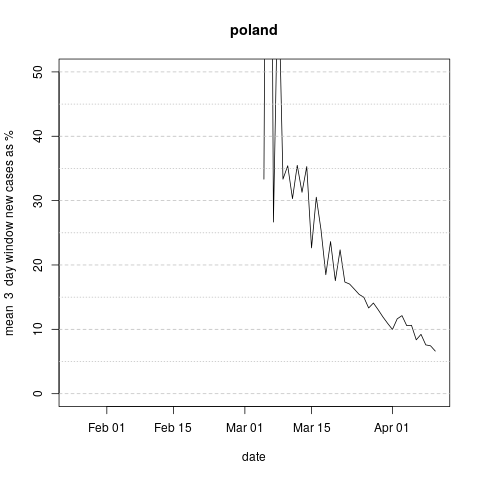 poland
mean 3 day window new cases as %
50
40
30
20
10
0
Feb 01
Feb 15
Mar 01
Mar 15
Apr 01
date